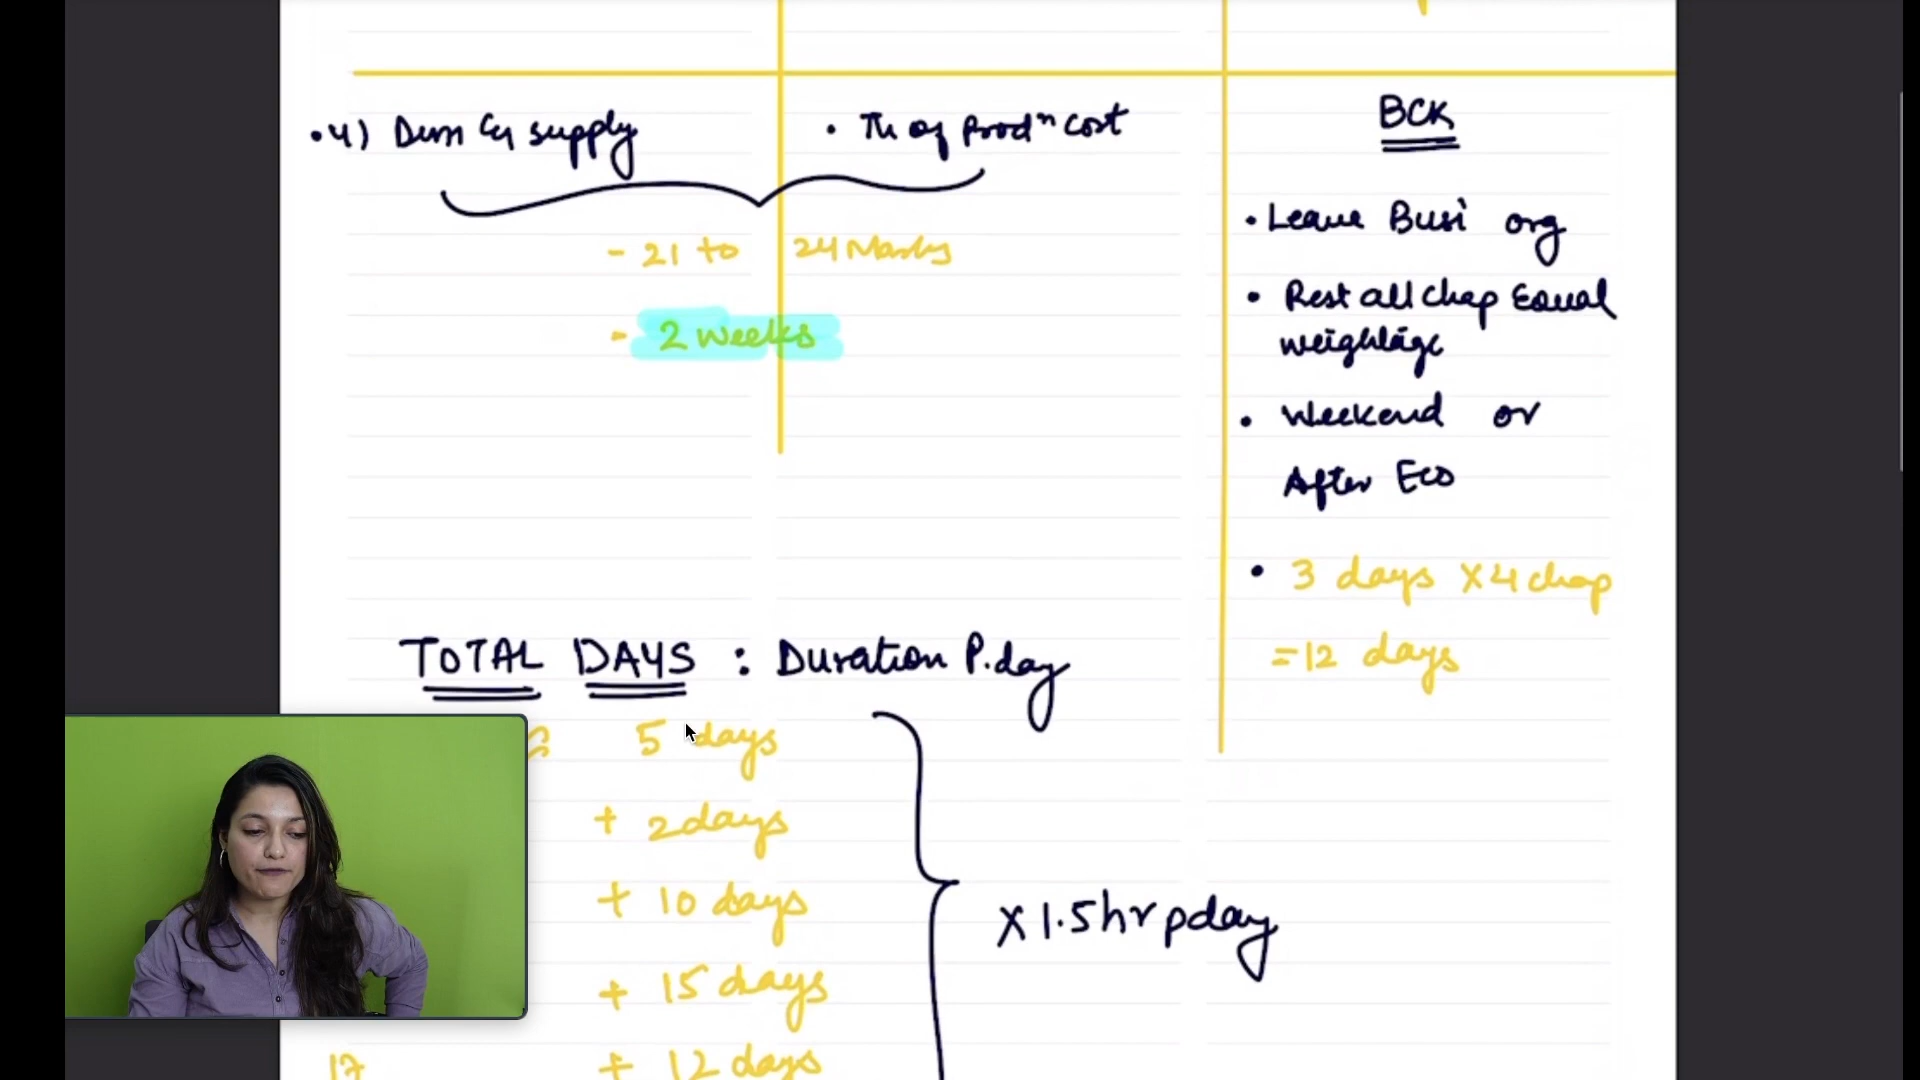 •4) Dem & supply
• Th of Prodⁿ cost
- 21 to 24 Marks
- 2 weeks
BCK
• Leave Busi org
• Rest all Chap Equal
weightage
• Weekend or
After Eco
• 3 days X 4 chap
= 12 days
TOTAL DAYS : Duration P.day
5 days
+ 2 days
+ 10 days
+ 15 days
+ 12 days
17
X 1.5 hr p day